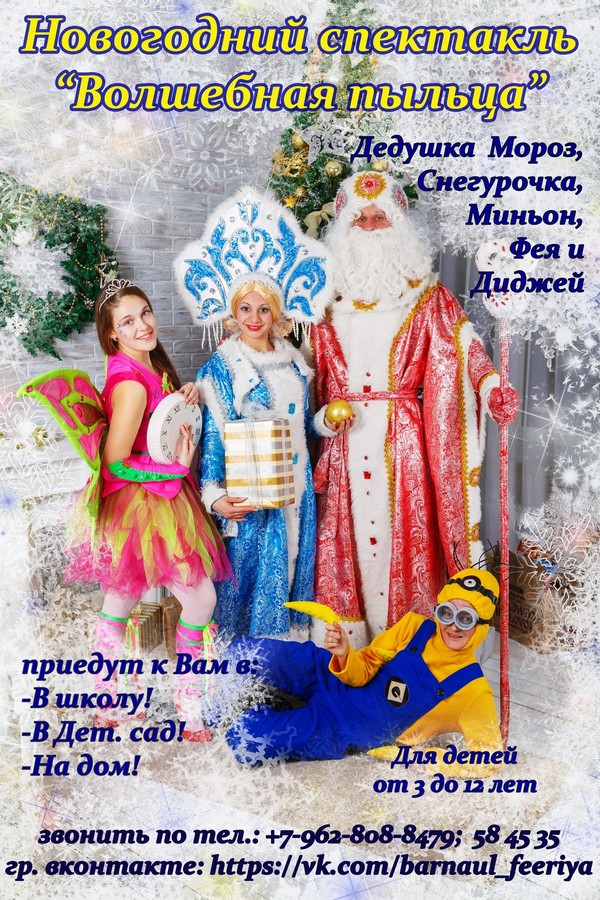 Новогодний спектакль
“Волшебная пыльца”
Дедушка Мороз,
Снегурочка,
Миньон,
Фея и
Диджей
приедут к Вам в:
-В школу!
-В Дет. сад!
-На дом!
Для детей
от 3 до 12 лет
звонить по тел.: +7-962-808-8479; 58 45 35
гр. вконтакте: https://vk.com/barnaul_feeriya